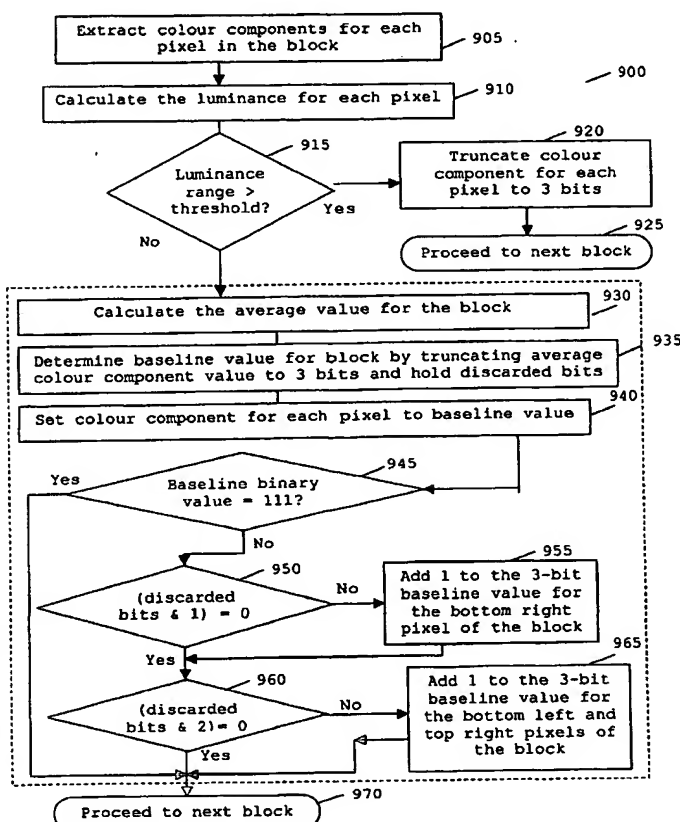 Extract colour components for each
pixel in the block
905
900
Calculate the luminance for each pixel
910
915
Luminance
range >
threshold?
Yes
No
920
Truncate colour
component for each
pixel to 3 bits
925
Proceed to next block
930
Calculate the average value for the block
935
Determine baseline value for block by truncating average
colour component value to 3 bits and hold discarded bits
940
Set colour component for each pixel to baseline value
945
Yes
Baseline binary
value = 111?
No
950
(discarded
bits & 1) = 0
No
955
Add 1 to the 3-bit
baseline value for
the bottom right
pixel of the block
Yes
960
(discarded
bits & 2)= 0
No
965
Add 1 to the 3-bit
baseline value for
the bottom left and
top right pixels of
the block
Yes
Proceed to next block
970